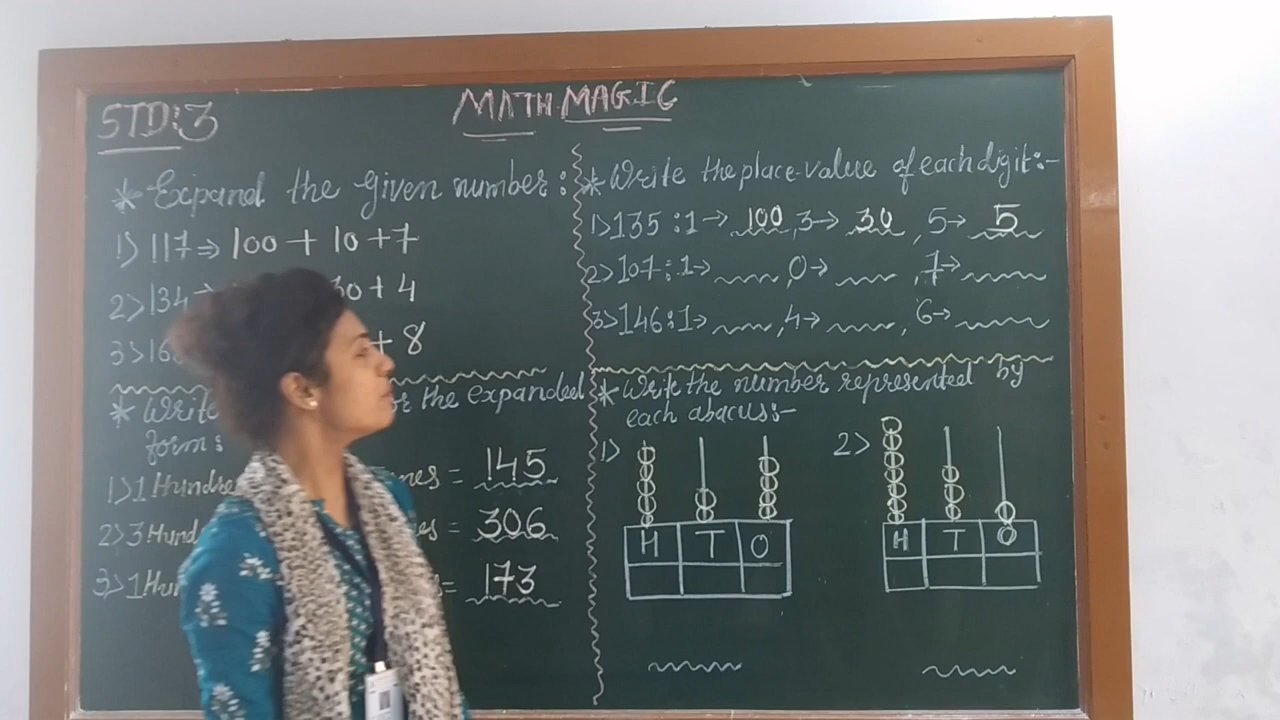 STD:3
MATH MAGIC
* Expand the given number:
1) 117 ⇒ 100 + 10 + 7
2) 134 30 + 4
3) + 8
* Write the expanded
form:
1) 1 Hundre = 145
2) 3 Hund = 306
3) 1 Hun = 173
* Write the place-value of each digit:-
1) 135 : 1→ 100, 3→ 30, 5→ 5
2) 107 : 1→ , 0→ , 7→
3) 146 : 1→ , 4→ , 6→
* Write the number represented by
each abacus:-
1) 2)
H T O H T O